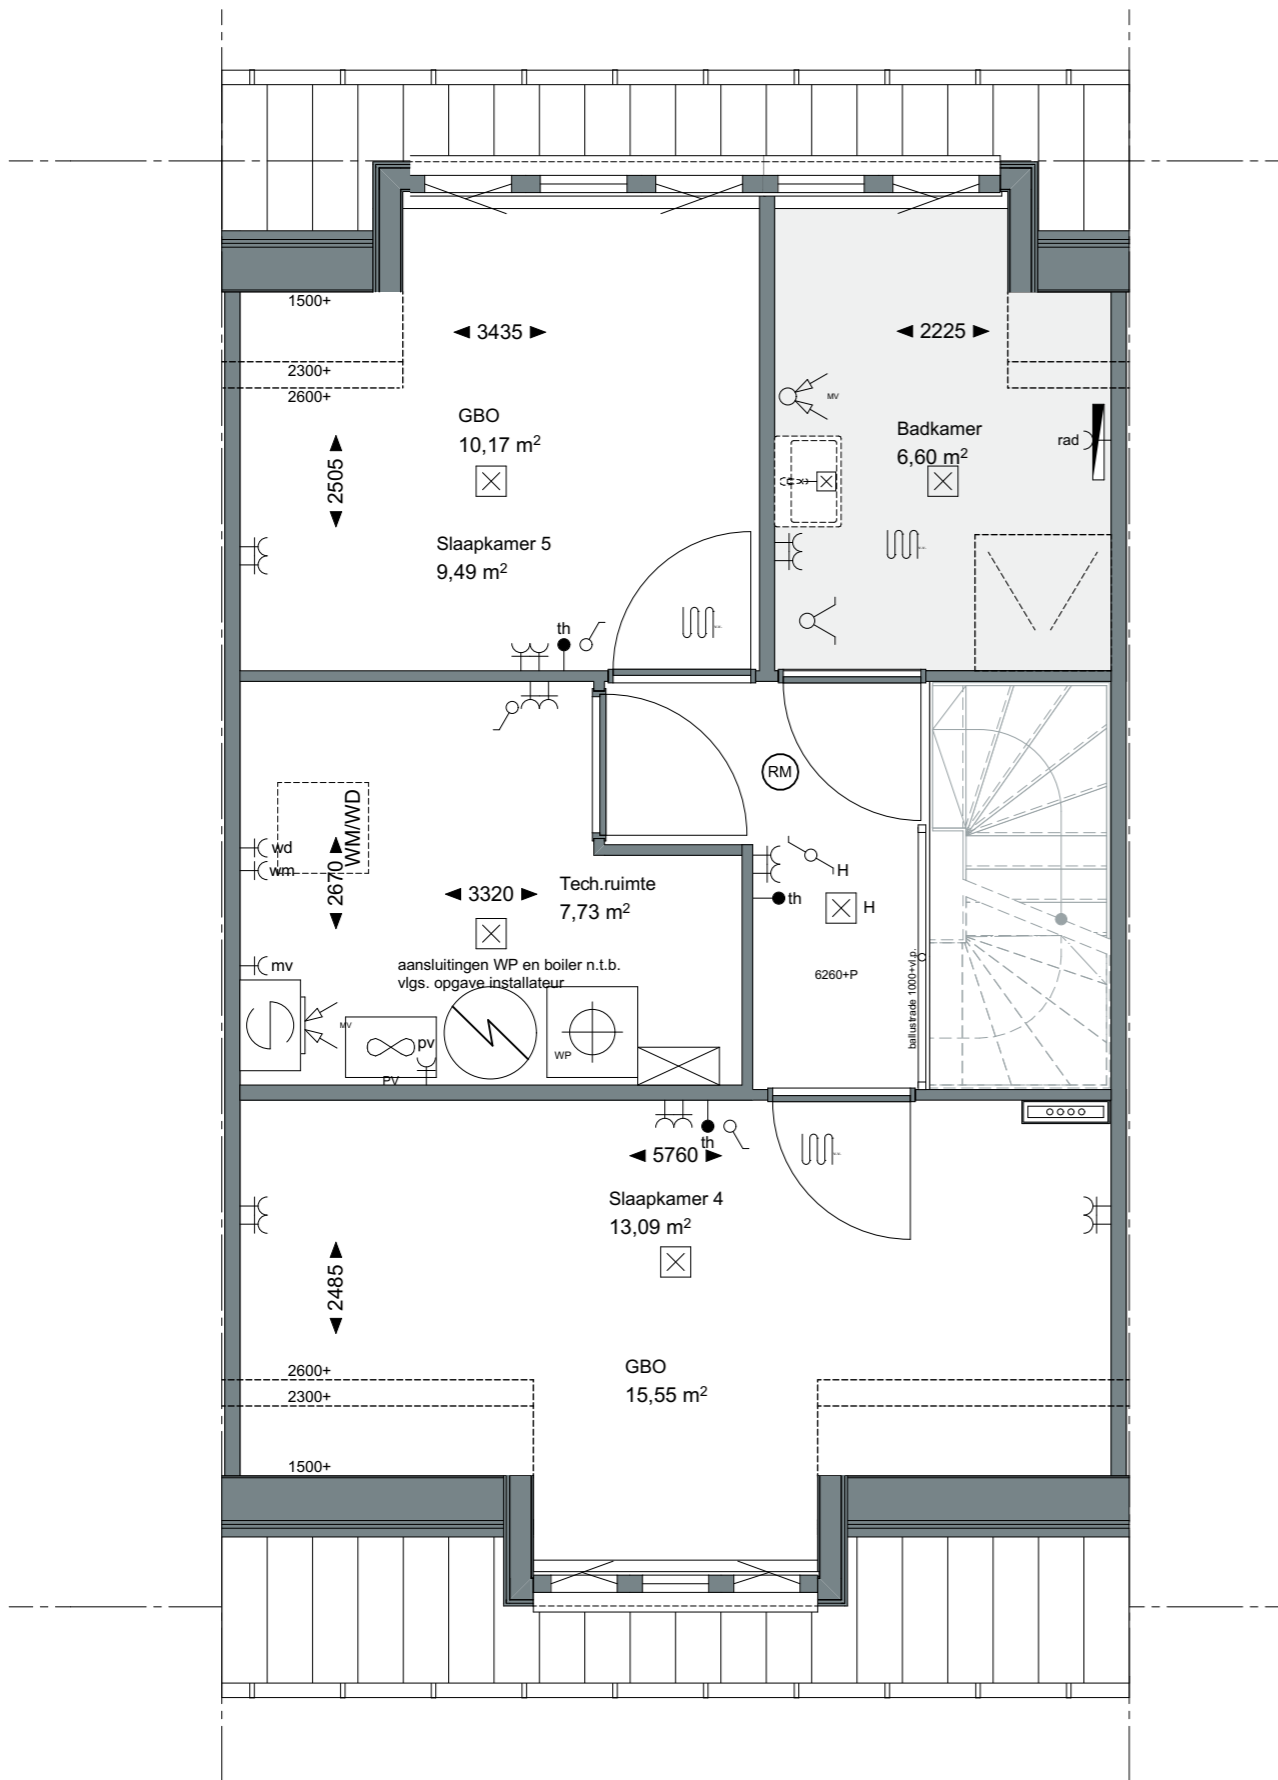 1500+
3435
2225
2300+
2600+
GBO
10,17 m²
MV
Badkamer
6,60 m²
rad
2505
Slaapkamer 5
9,49 m²
th
RM
WM/WD
wd
wm
2670
3320
Tech.ruimte
7,73 m²
H
th
H
mv
aansluitingen WP en boiler n.t.b.
vlgs. opgave installateur
6260+P
ballustrade 1000+vl.p.
MV
pv
PV
WP
th
5760
Slaapkamer 4
13,09 m²
2485
GBO
15,55 m²
2600+
2300+
1500+